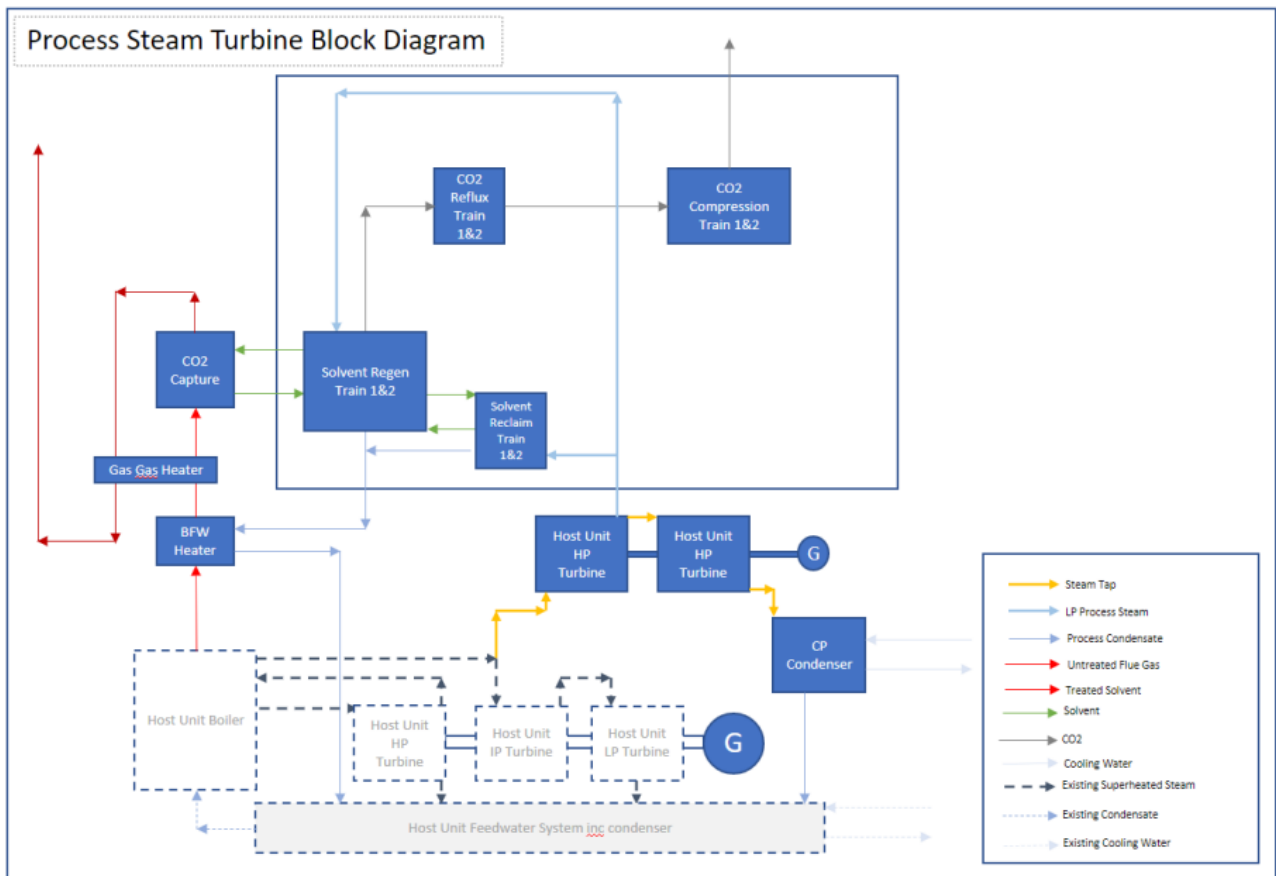 Process Steam Turbine Block Diagram
CO2
Reflux
Train
1&2
CO2
Compression
Train 1&2
CO2
Capture
Solvent Regen
Train 1&2
Solvent
Reclaim
Train
1&2
Gas Gas Heater
BFW
Heater
Host Unit
HP
Turbine
Host Unit
HP
Turbine
G
CP
Condenser
Host Unit Boiler
Host Unit
HP
Turbine
Host Unit
IP Turbine
Host Unit
LP Turbine
G
Host Unit Feedwater System inc condenser
Steam Tap
LP Process Steam
Process Condensate
Untreated Flue Gas
Treated Solvent
Solvent
CO2
Cooling Water
Existing Superheated Steam
Existing Condensate
Existing Cooling Water